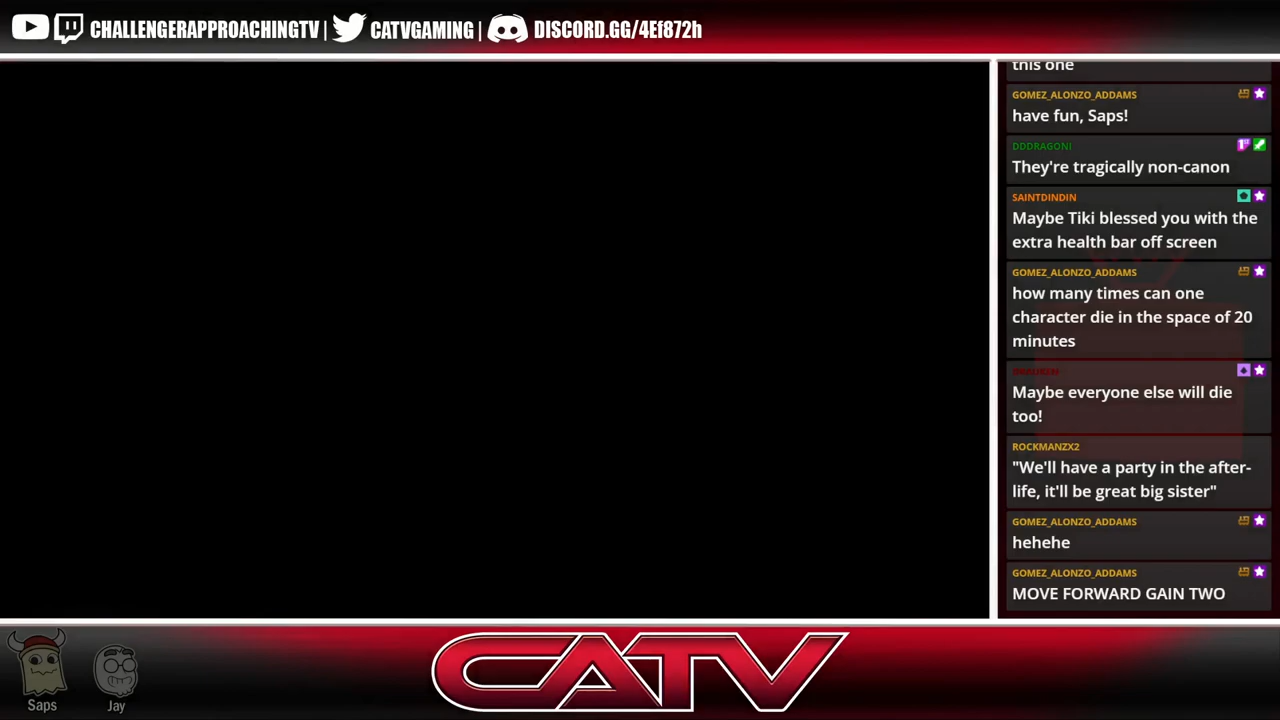 CHALLENGERAPPROACHINGTV | CATVGAMING | DISCORD.GG/4Ef872h
this one
GOMEZ_ALONZO_ADDAMS
have fun, Saps!
DDDRAGONI
They're tragically non-canon
SAINTDINDIN
Maybe Tiki blessed you with the
extra health bar off screen
GOMEZ_ALONZO_ADDAMS
how many times can one
character die in the space of 20
minutes
Maybe everyone else will die
too!
ROCKMANZX2
"We'll have a party in the after-
life, it'll be great big sister"
GOMEZ_ALONZO_ADDAMS
hehehe
GOMEZ_ALONZO_ADDAMS
MOVE FORWARD GAIN TWO
CATV
Saps
Jay